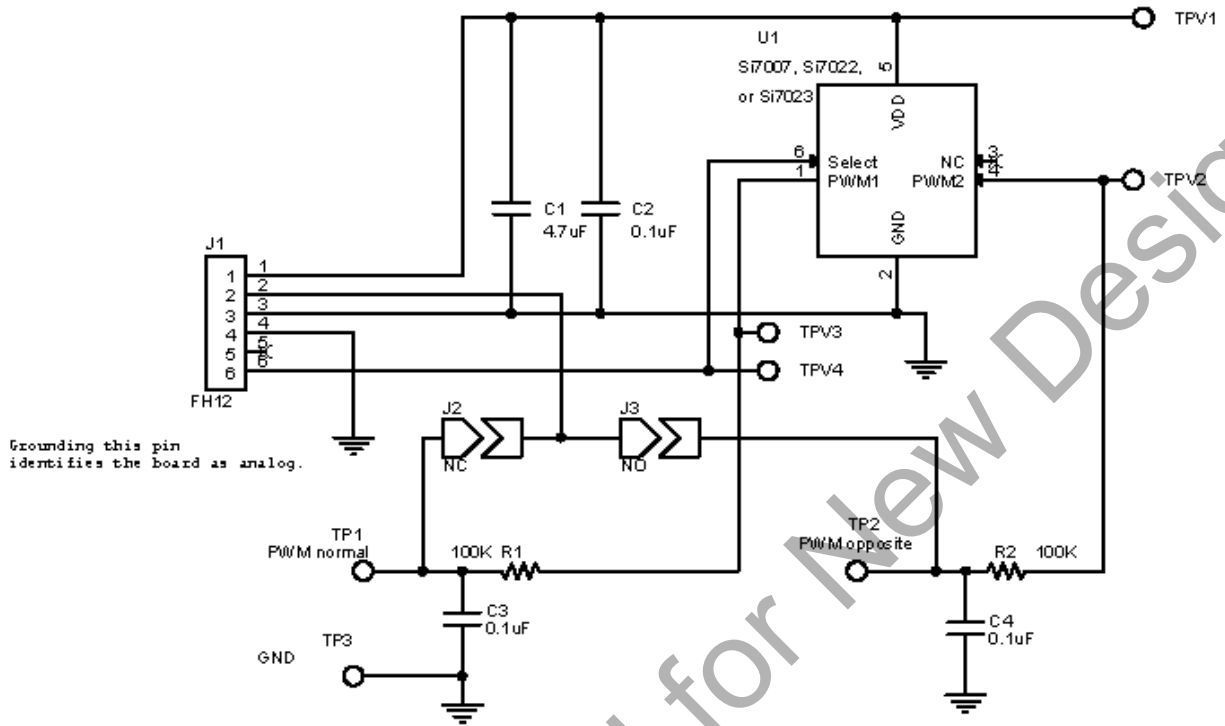 TPV1
U1
Si7007, Si7022,
or Si7023
5
VDD
6
Select
NC
3
1
PWM1
PWM2
4
TPV2
GND
2
C1
4.7uF
C2
0.1uF
J1
1
1
2
2
3
3
4
4
5
5
6
6
FH12
TPV3
TPV4
J2
NC
J3
NO
Grounding this pin
identifies the board as analog.
TP1
PWM normal
100K
R1
TP2
PWM opposite
R2
100K
C3
0.1uF
C4
0.1uF
TP3
GND
for New Desig